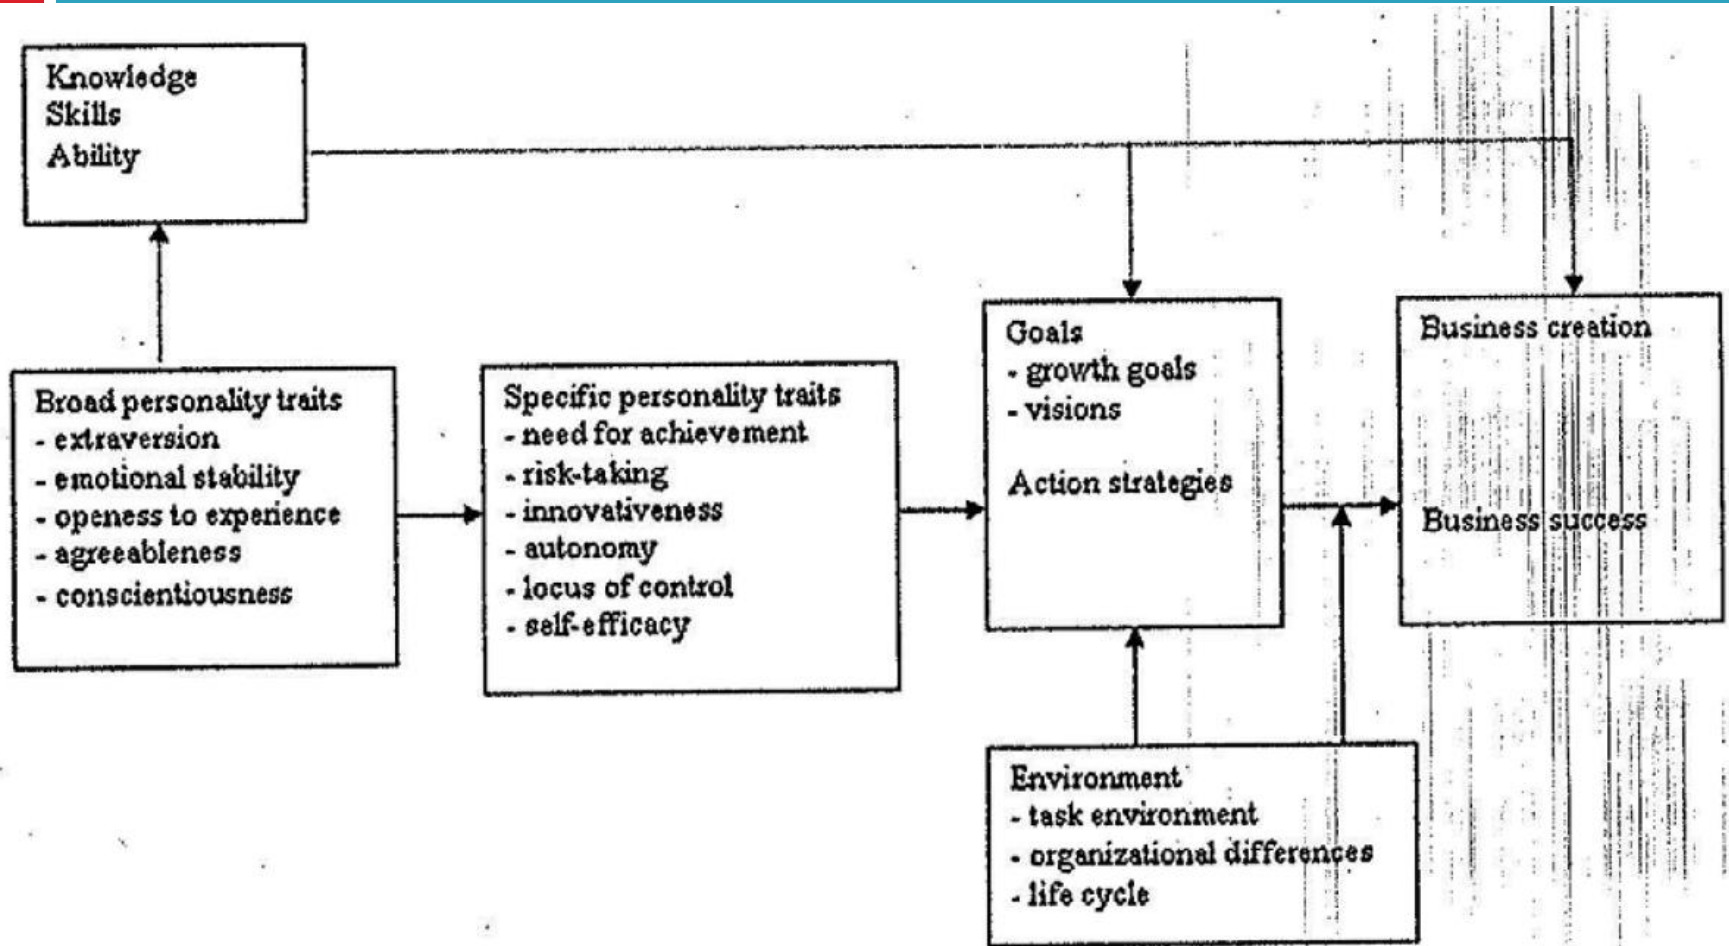 Knowledge
Skills
Ability
Broad personality traits
- extraversion
- emotional stability
- openess to experience
- agreeableness
- conscientiousness
Specific personality traits
- need for achievement
- risk-taking
- innovativeness
- autonomy
- locus of control
- self-efficacy
Goals
- growth goals
- visions
Action strategies
Business creation
Business success
Environment
- task environment
- organizational differences
- life cycle